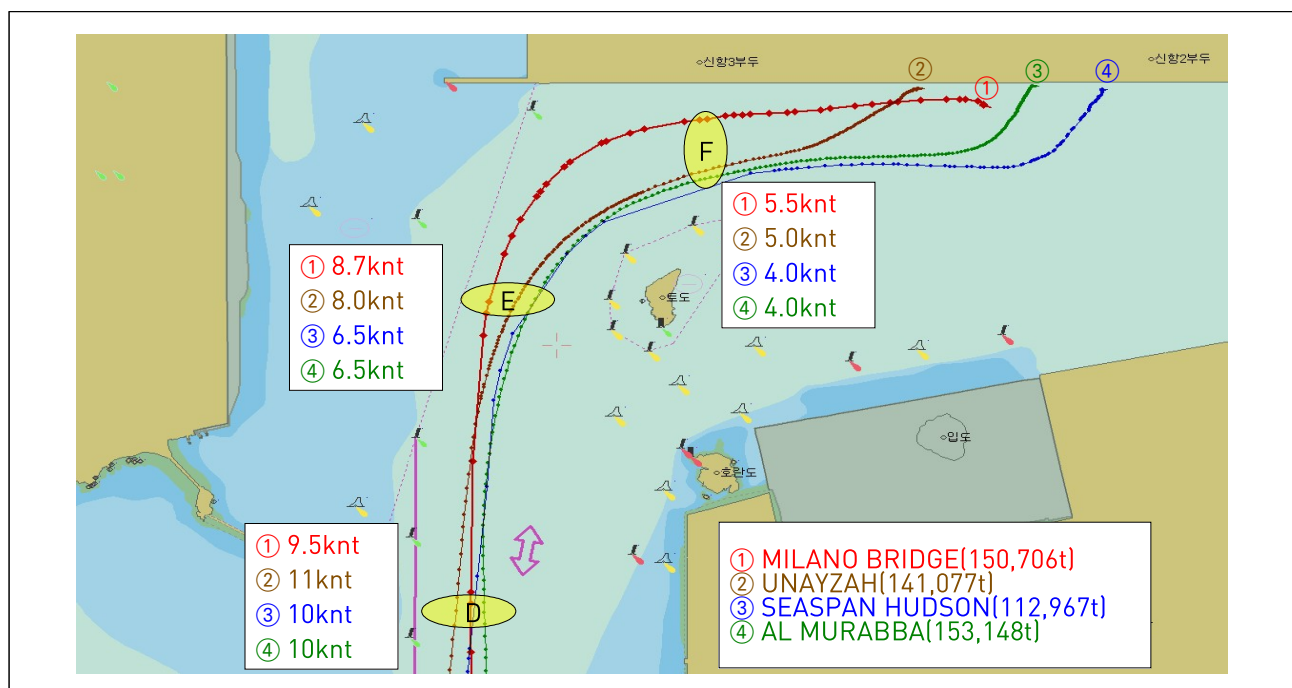 신항3부두
신항2부두
②
①
③
④
F
① 5.5knt
② 5.0knt
③ 4.0knt
④ 4.0knt
① 8.7knt
② 8.0knt
③ 6.5knt
④ 6.5knt
E
토도
입도
호란도
① 9.5knt
② 11knt
③ 10knt
④ 10knt
D
① MILANO BRIDGE(150,706t)
② UNAYZAH(141,077t)
③ SEASPAN HUDSON(112,967t)
④ AL MURABBA(153,148t)